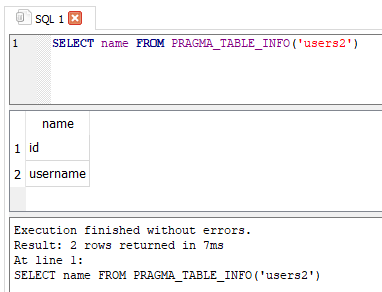 SQL 1
1 SELECT name FROM PRAGMA_TABLE_INFO('users2')
name
1 id
2 username
Execution finished without errors.
Result: 2 rows returned in 7ms
At line 1:
SELECT name FROM PRAGMA_TABLE_INFO('users2')